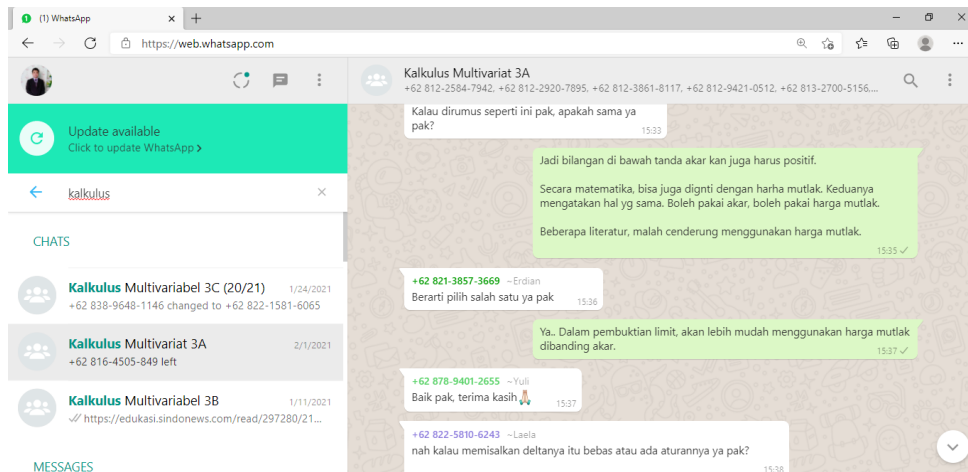 (1) WhatsApp
https://web.whatsapp.com
Kalkulus Multivariat 3A
+62 812-2584-7942, +62 812-2920-7895, +62 812-3861-8117, +62 812-9421-0512, +62 813-2700-5156,...
Update available
Click to update WhatsApp
kalkulus
CHATS
Kalkulus Multivariabel 3C (20/21) 1/24/2021
+62 838-9648-1146 changed to +62 822-1581-6065
Kalkulus Multivariat 3A 2/1/2021
+62 816-4505-849 left
Kalkulus Multivariabel 3B 1/11/2021
https://edukasi.sindonews.com/read/297280/21...
MESSAGES
Kalau dirumus seperti ini pak, apakah sama ya
pak? 15:33
Jadi bilangan di bawah tanda akar kan juga harus positif.
Secara matematika, bisa juga dignti dengan harha mutlak. Keduanya
mengatakan hal yg sama. Boleh pakai akar, boleh pakai harga mutlak.
Beberapa literatur, malah cenderung menggunakan harga mutlak.
15:35
+62 821-3857-3669 ~Erdian
Berarti pilih salah satu ya pak 15:36
Ya.. Dalam pembuktian limit, akan lebih mudah menggunakan harga mutlak
dibanding akar. 15:37
+62 878-9401-2655 ~Yuli
Baik pak, terima kasih🙏🏻 15:37
+62 822-5810-6243 ~Laela
nah kalau memisalkan deltanya itu bebas atau ada aturannya ya pak?
15:38